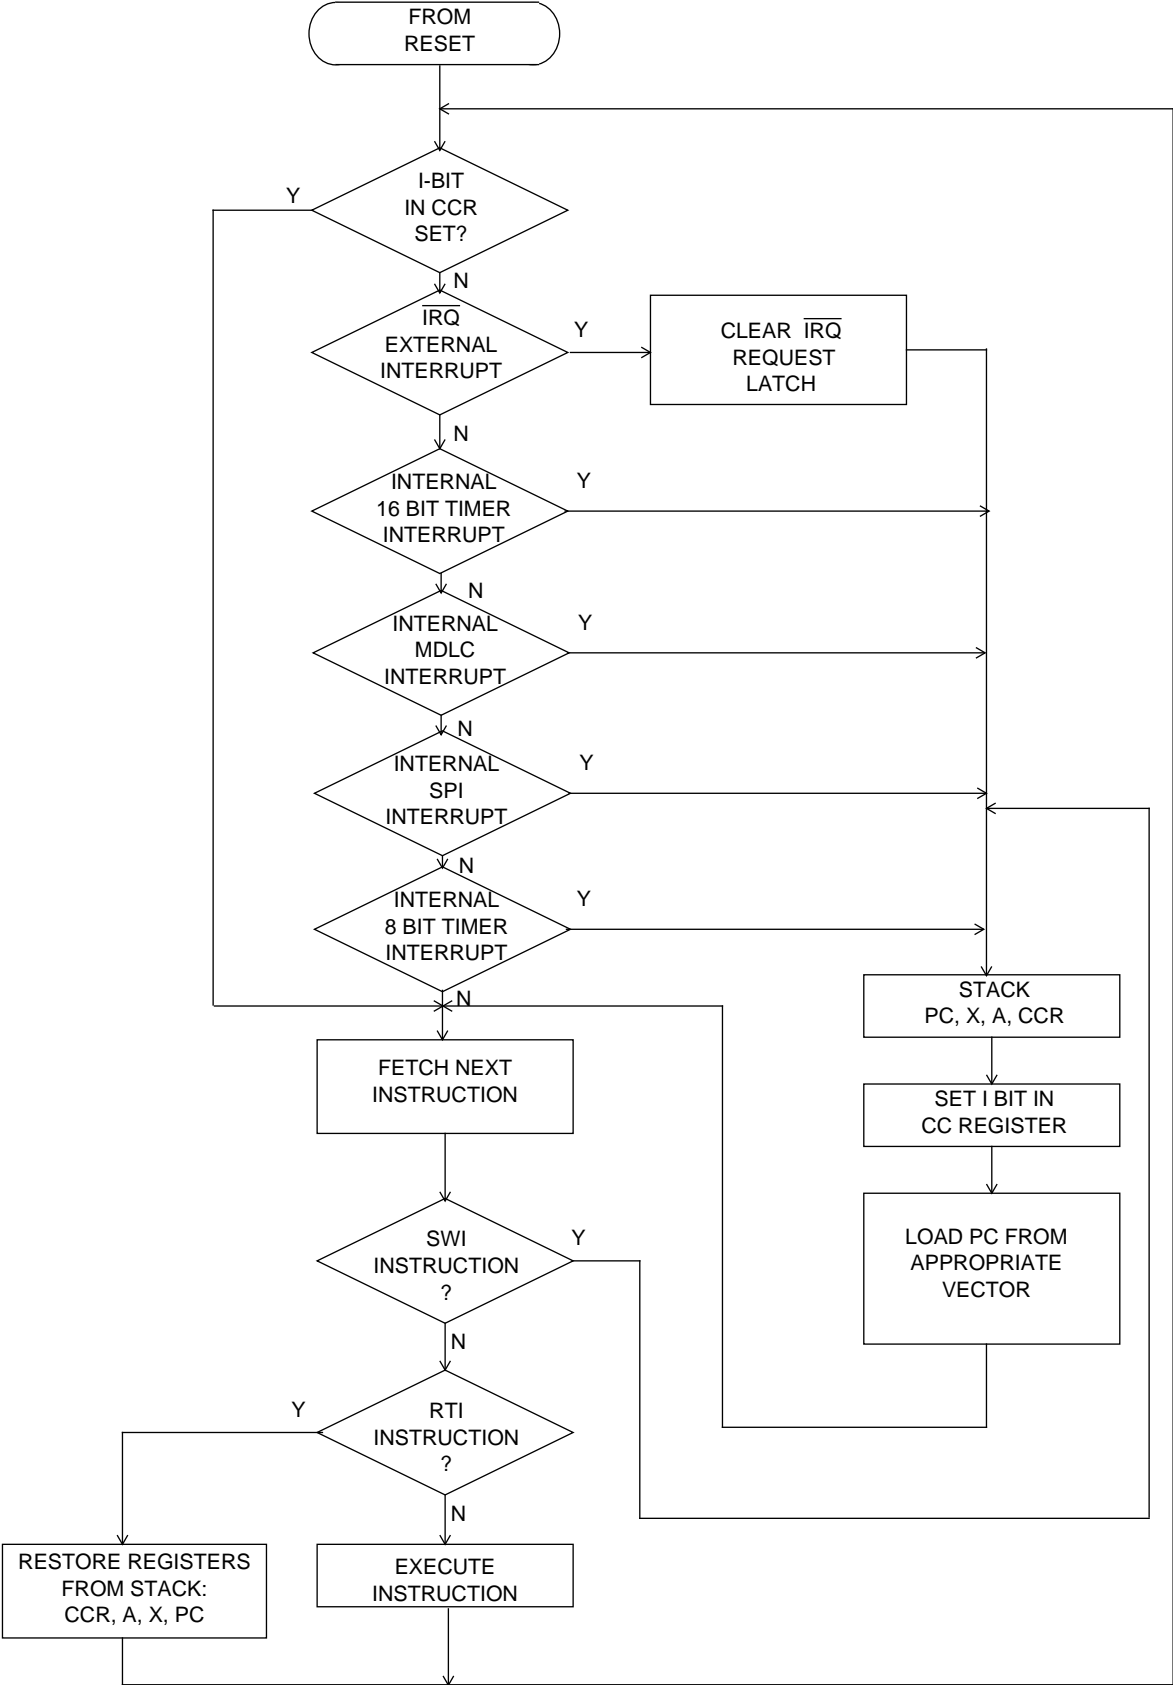 FROM
RESET
Y
I-BIT
IN CCR
SET?
N
IRQ
EXTERNAL
INTERRUPT
Y
CLEAR IRQ
REQUEST
LATCH
N
INTERNAL
16 BIT TIMER
INTERRUPT
Y
N
INTERNAL
MDLC
INTERRUPT
Y
N
INTERNAL
SPI
INTERRUPT
Y
N
INTERNAL
8 BIT TIMER
INTERRUPT
Y
N
STACK
PC, X, A, CCR
SET I BIT IN
CC REGISTER
LOAD PC FROM
APPROPRIATE
VECTOR
FETCH NEXT
INSTRUCTION
SWI
INSTRUCTION
?
Y
N
Y
RTI
INSTRUCTION
?
N
RESTORE REGISTERS
FROM STACK:
CCR, A, X, PC
EXECUTE
INSTRUCTION